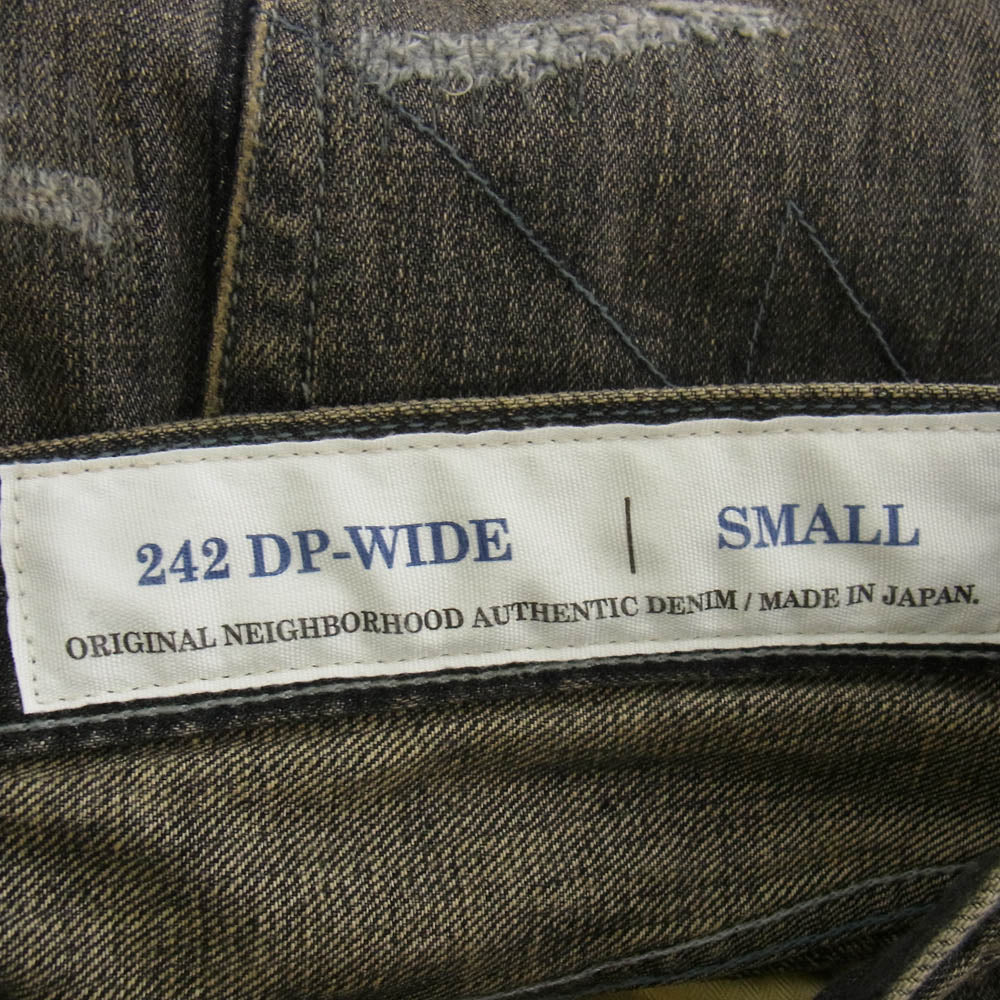 242 DP-WIDE | SMALL
ORIGINAL NEIGHBORHOOD AUTHENTIC DENIM / MADE IN JAPAN.